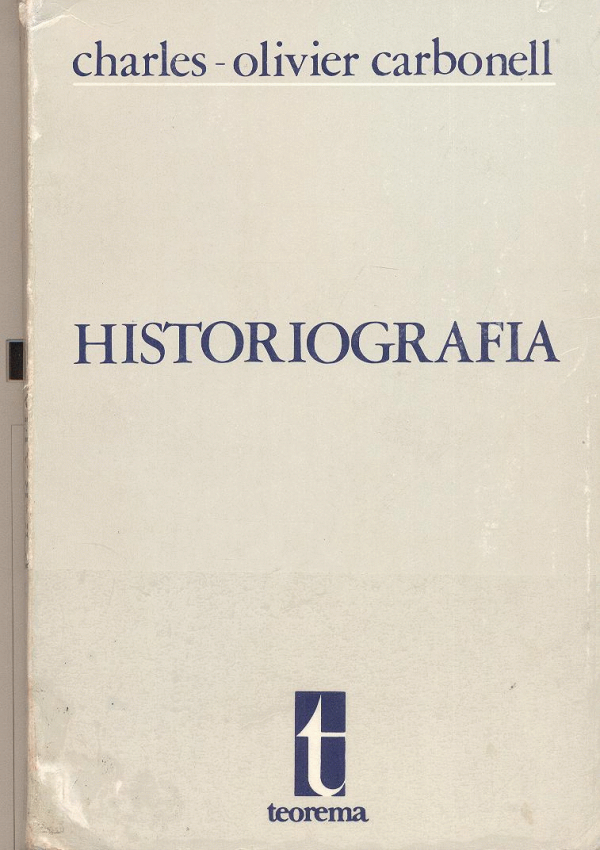 charles-olivier carbonell
HISTORIOGRAFIA
t
teorema